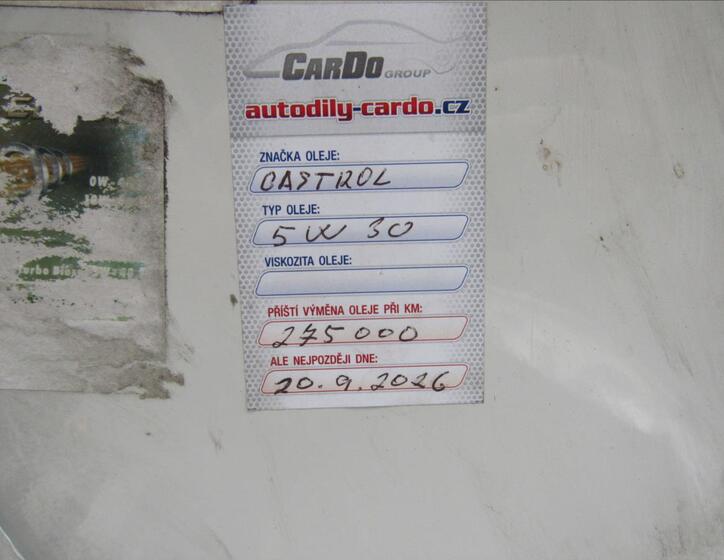 CARDO GROUP
autodily-cardo.cz
ZNAČKA OLEJE:
CASTROL
TYP OLEJE:
5W 30
VISKOZITA OLEJE:
PŘÍŠTÍ VÝMĚNA OLEJE PŘI KM:
275000
ALE NEJPOZDĚJI DNE:
20.9.2026